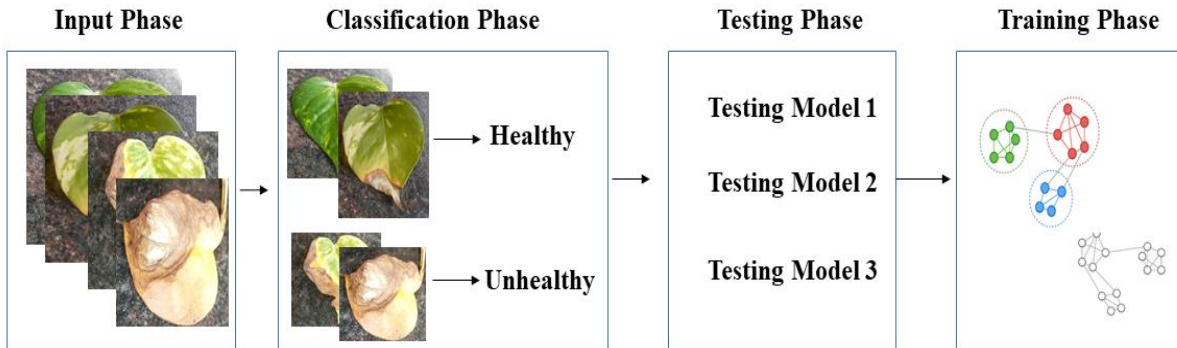 Input Phase
Classification Phase
Testing Phase
Training Phase
Healthy
Unhealthy
Testing Model 1
Testing Model 2
Testing Model 3